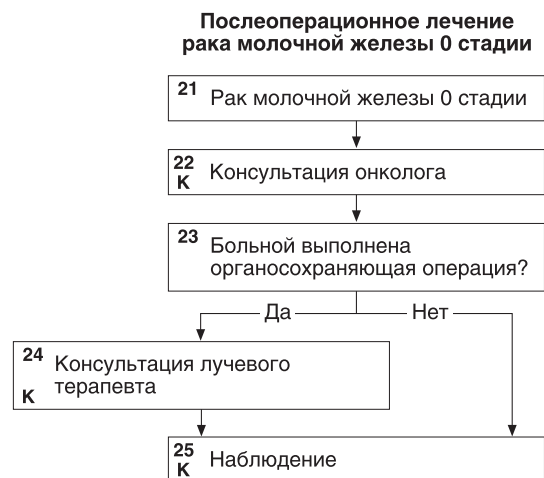 Послеоперационное лечение
рака молочной железы 0 стадии
21 Рак молочной железы 0 стадии
22
К Консультация онколога
23 Больной выполнена
органосохраняющая операция?
Да Нет
24 Консультация лучевого
К терапевта
25
К Наблюдение